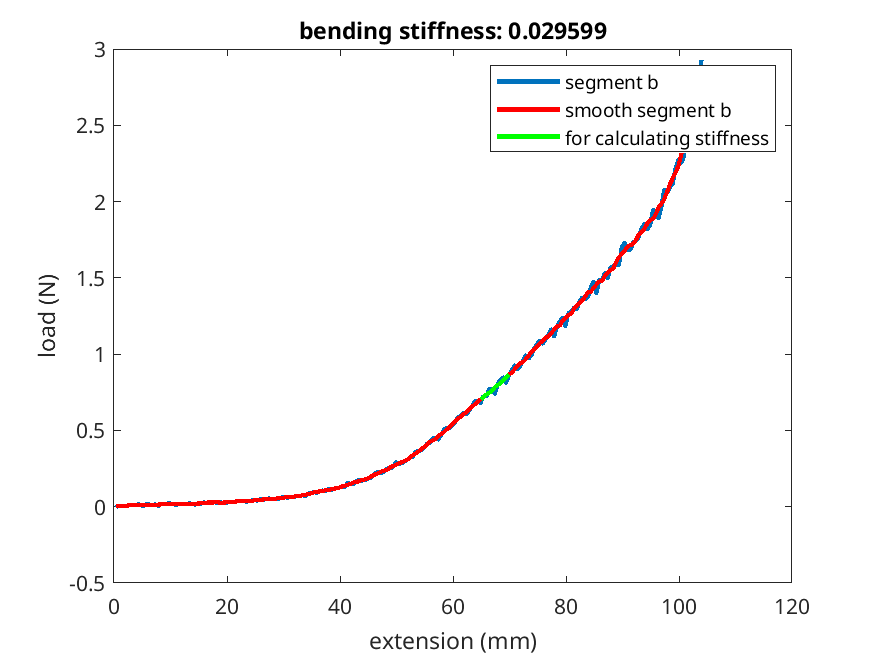 bending stiffness: 0.029599
3
2.5
2
1.5
1
0.5
0
-0.5
load (N)
segment b
smooth segment b
for calculating stiffness
0 20 40 60 80 100 120
extension (mm)